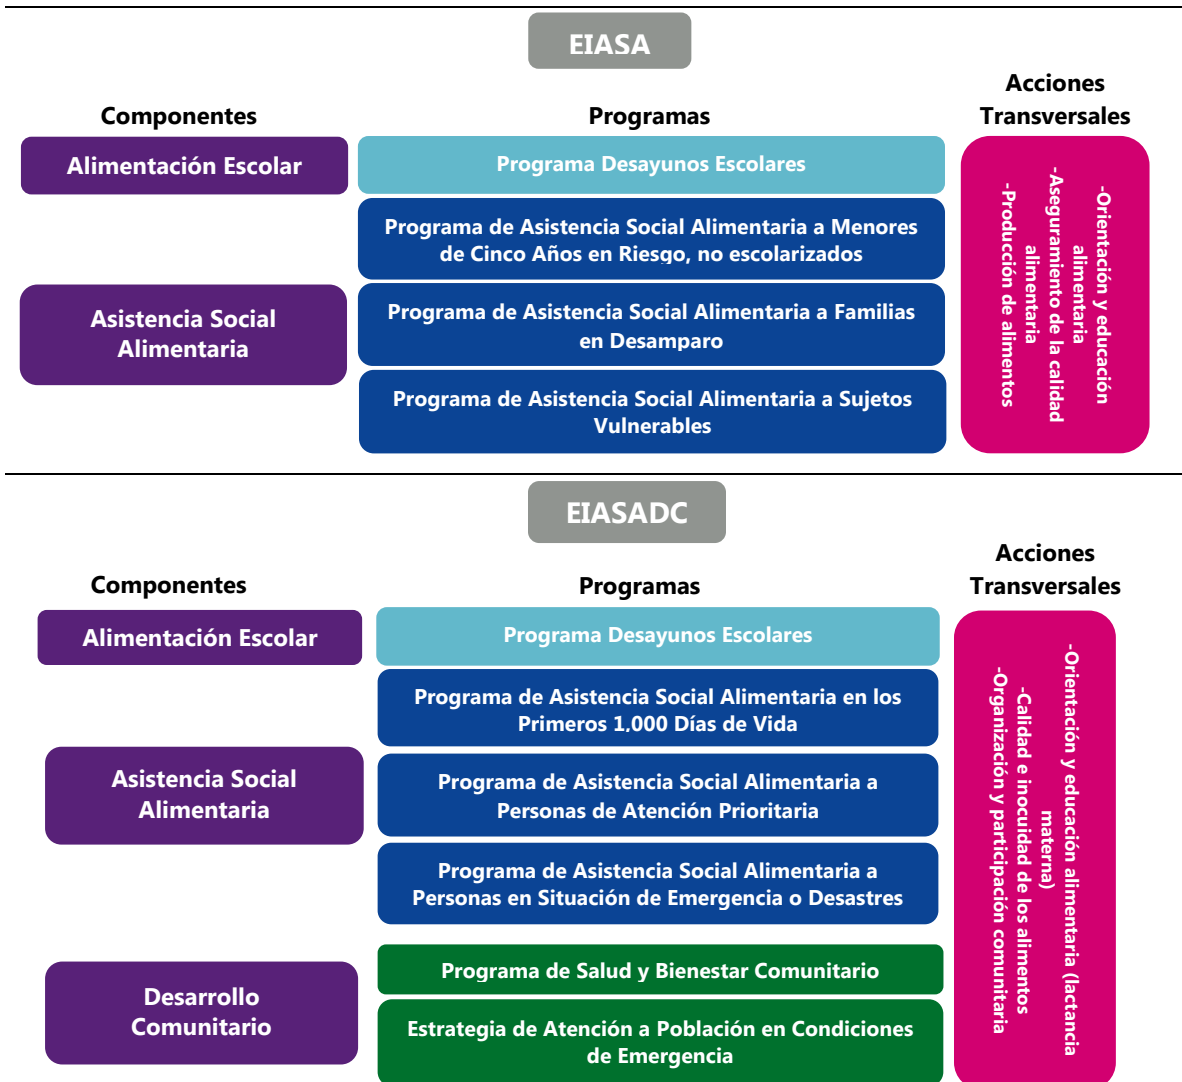 EIASA
Componentes
Programas
Acciones
Transversales
Alimentación Escolar
Programa Desayunos Escolares
Programa de Asistencia Social Alimentaria a Menores
de Cinco Años en Riesgo, no escolarizados
Asistencia Social
Alimentaria
Programa de Asistencia Social Alimentaria a Familias
en Desamparo
Programa de Asistencia Social Alimentaria a Sujetos
Vulnerables
-Orientación y educación
alimentaria
-Aseguramiento de la calidad
alimentaria
-Producción de alimentos
EIASADC
Componentes
Programas
Acciones
Transversales
Alimentación Escolar
Programa Desayunos Escolares
Programa de Asistencia Social Alimentaria en los
Primeros 1,000 Días de Vida
Asistencia Social
Alimentaria
Programa de Asistencia Social Alimentaria a
Personas de Atención Prioritaria
Programa de Asistencia Social Alimentaria a
Personas en Situación de Emergencia o Desastres
Desarrollo
Comunitario
Programa de Salud y Bienestar Comunitario
Estrategia de Atención a Población en Condiciones
de Emergencia
-Orientación y educación alimentaria (lactancia
materna)
-Calidad e inocuidad de los alimentos
-Organización y participación comunitaria